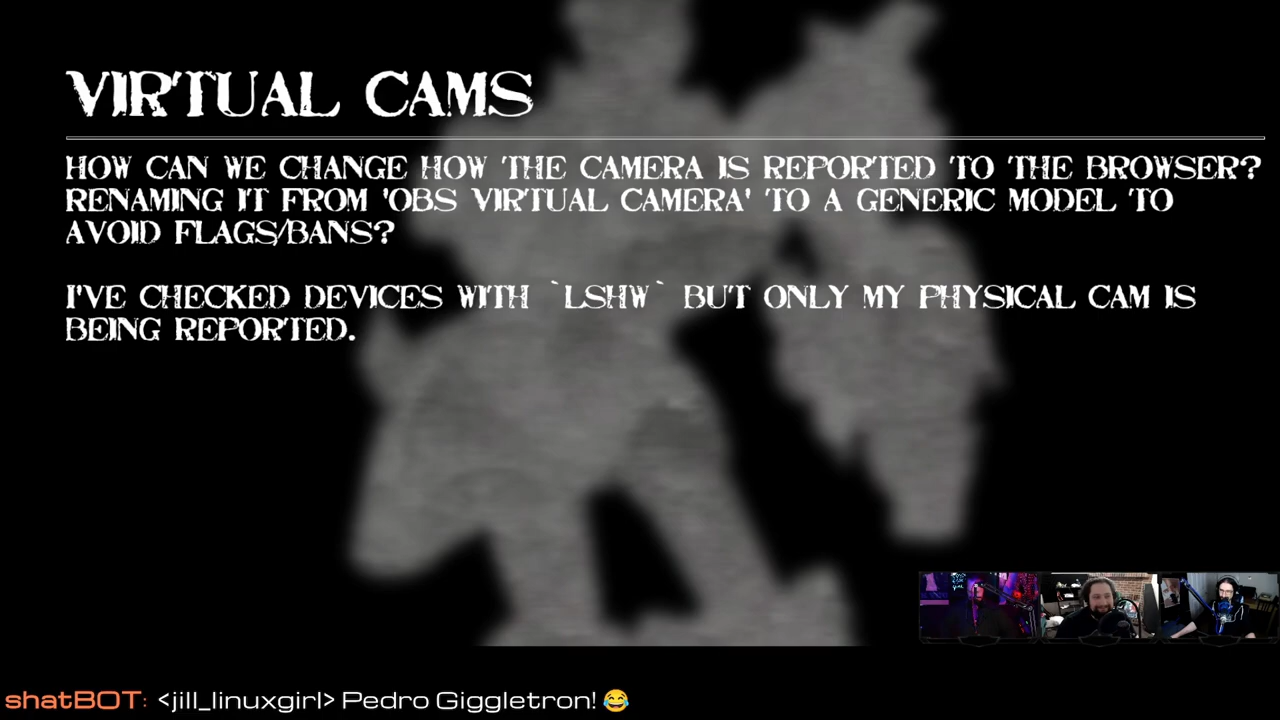 VIRTUAL CAMS
HOW CAN WE CHANGE HOW THE CAMERA IS REPORTED TO THE BROWSER?
RENAMING IT FROM 'OBS VIRTUAL CAMERA' TO A GENERIC MODEL TO
AVOID FLAGS/BANS?
I'VE CHECKED DEVICES WITH `LSHW` BUT ONLY MY PHYSICAL CAM IS
BEING REPORTED.
shatBOT: <jill_linuxgirl> Pedro Giggletron! 😂